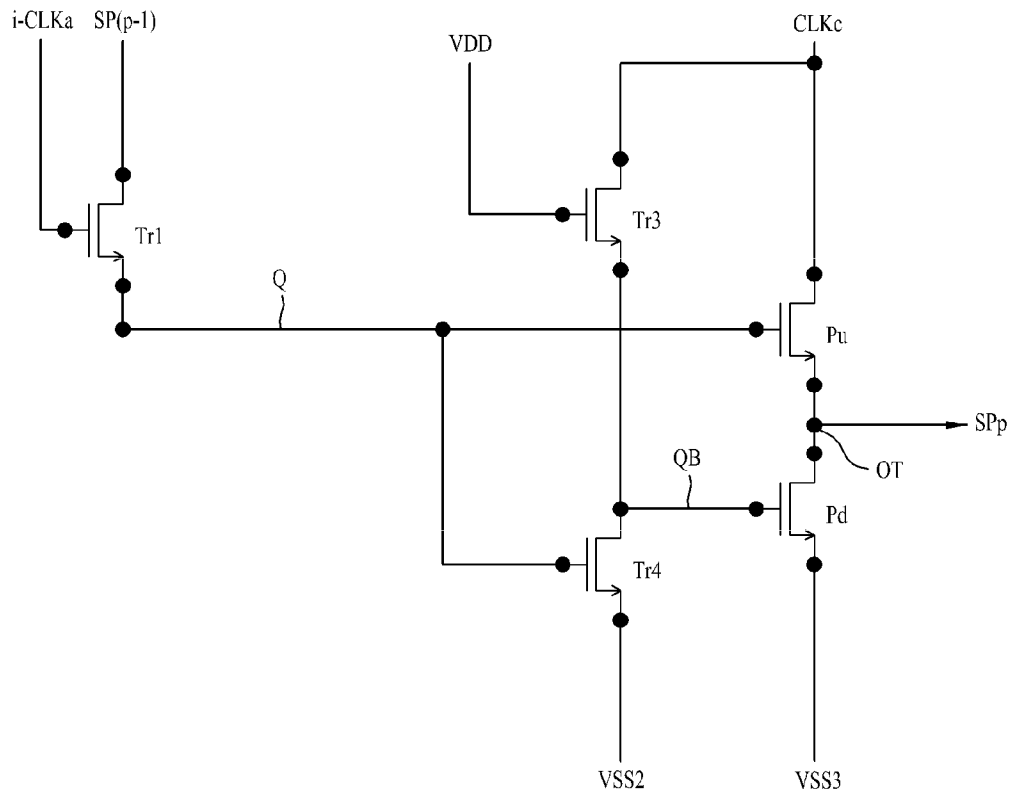 i-CLKa SP(p-1)
CLKc
VDD
Tr1
Tr3
Q
Pu
SPp
OT
QB
Pd
Tr4
VSS2
VSS3